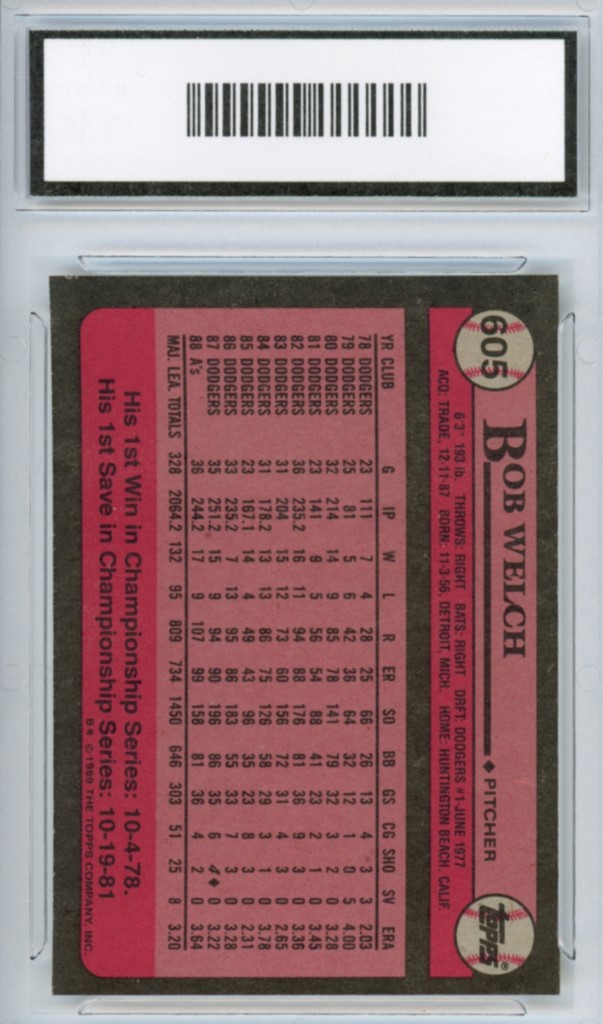 605
BOB WELCH ♦ PITCHER
topps®
6'3" 193 lb. THROWS: RIGHT BATS: RIGHT DRFT: DODGERS #1-JUNE 1977
ACQ: TRADE, 12-11-87 BORN: 11-3-56, DETROIT, MICH. HOME: HUNTINGTON BEACH, CALIF.
YR CLUB G IP W L R ER SO BB GS CG SHO SV ERA
78 DODGERS 23 111 7 4 28 25 66 26 13 4 3 3 2.03
79 DODGERS 25 81 5 6 42 36 64 32 12 1 0 5 4.00
80 DODGERS 32 214 14 9 85 78 141 79 32 3 2 0 3.28
81 DODGERS 23 141 9 5 56 54 88 41 23 2 1 0 3.45
82 DODGERS 36 235.2 16 11 94 88 176 81 36 9 3 0 3.36
83 DODGERS 31 204 15 12 73 60 156 72 31 4 3 0 2.65
84 DODGERS 31 178.2 13 13 86 75 126 58 29 3 1 0 3.78
85 DODGERS 23 167.1 14 4 49 43 96 35 23 8 3 0 2.31
86 DODGERS 33 235.2 7 13 95 86 183 55 33 7 3 0 3.28
87 DODGERS 35 251.2 15 9 94 90 196 86 35 6 4♦ 0 3.22
88 A's 36 244.2 17 9 107 99 158 81 36 4 2 0 3.64
MAJ. LEA. TOTALS 328 2064.2 132 95 809 734 1450 646 303 51 25 8 3.20
His 1st Win in Championship Series: 10-4-78.
His 1st Save in Championship Series: 10-19-81
B* © 1989 THE TOPPS COMPANY, INC.